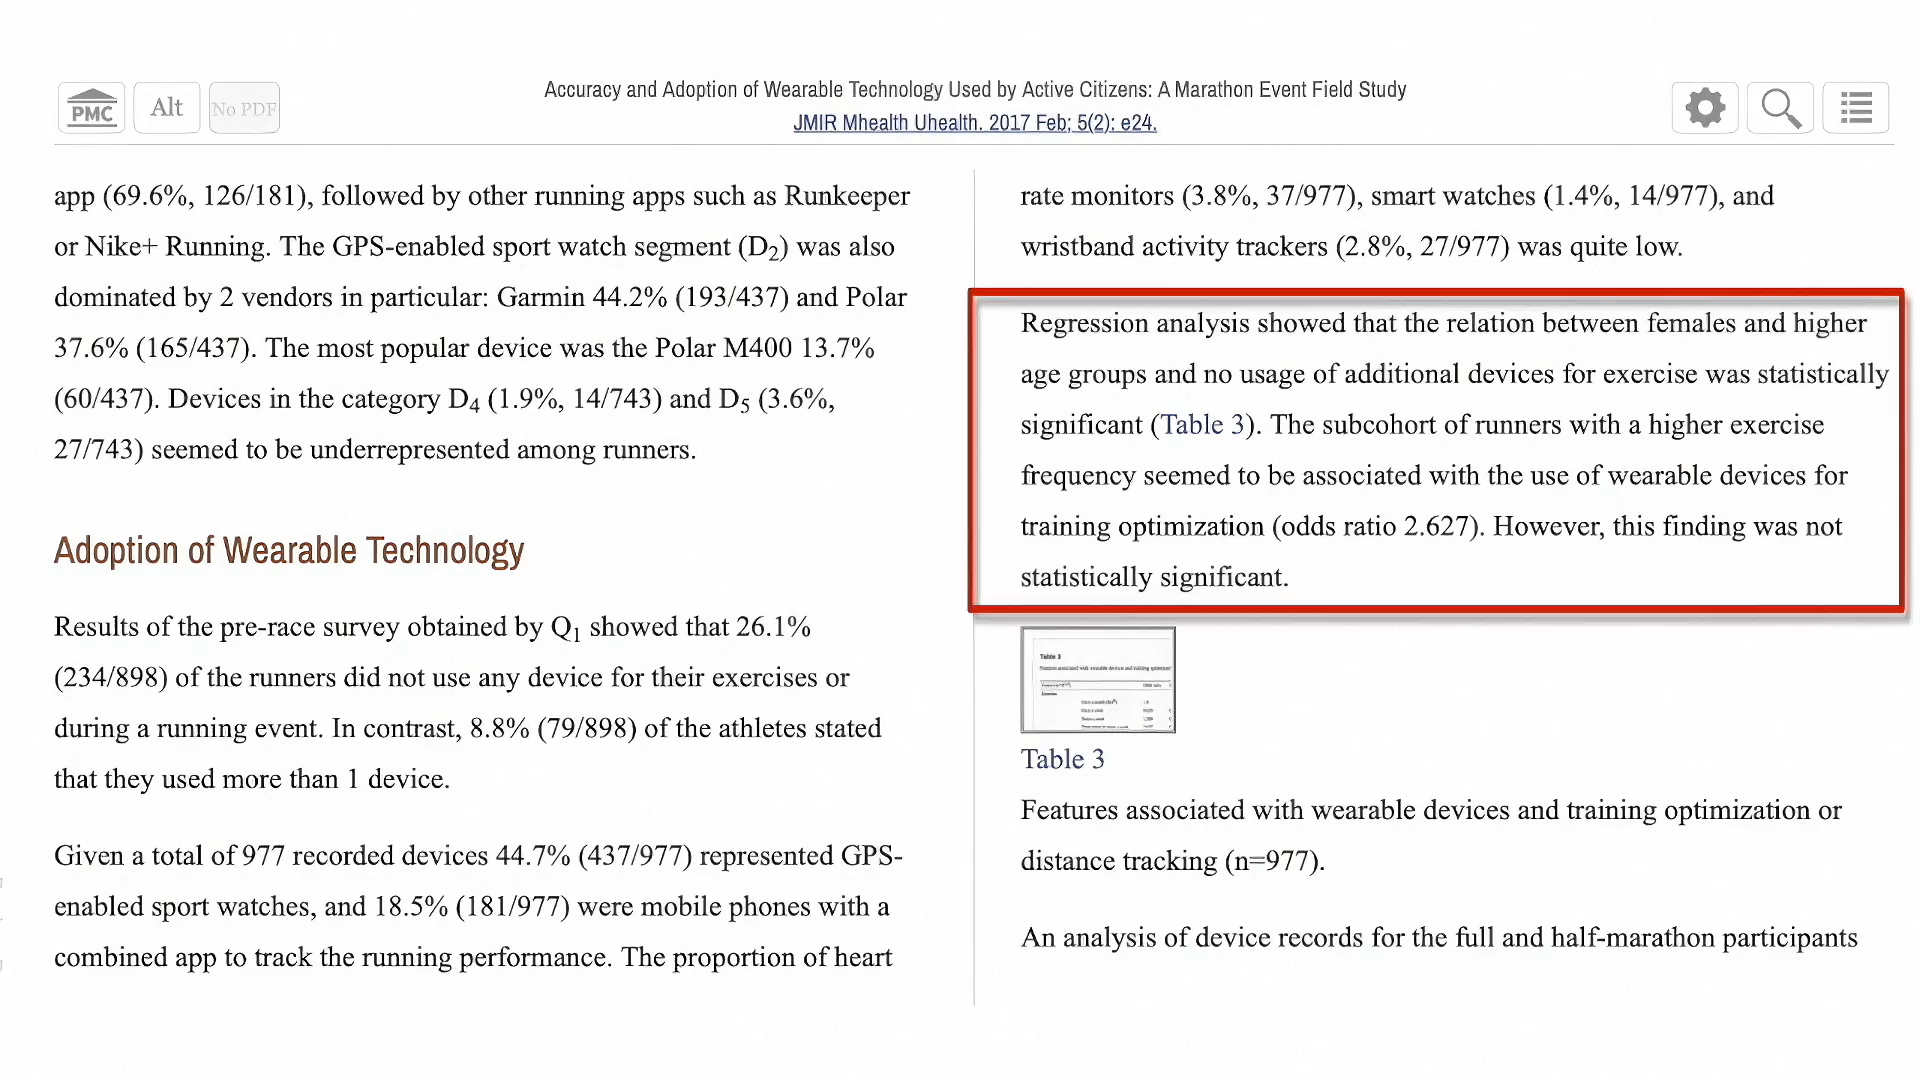 PMC
Alt
No PDF
Accuracy and Adoption of Wearable Technology Used by Active Citizens: A Marathon Event Field Study
JMIR Mhealth Uhealth. 2017 Feb; 5(2): e24.
app (69.6%, 126/181), followed by other running apps such as Runkeeper
or Nike+ Running. The GPS-enabled sport watch segment (D₂) was also
dominated by 2 vendors in particular: Garmin 44.2% (193/437) and Polar
37.6% (165/437). The most popular device was the Polar M400 13.7%
(60/437). Devices in the category D₄ (1.9%, 14/743) and D₅ (3.6%,
27/743) seemed to be underrepresented among runners.
Adoption of Wearable Technology
Results of the pre-race survey obtained by Q₁ showed that 26.1%
(234/898) of the runners did not use any device for their exercises or
during a running event. In contrast, 8.8% (79/898) of the athletes stated
that they used more than 1 device.
Given a total of 977 recorded devices 44.7% (437/977) represented GPS-
enabled sport watches, and 18.5% (181/977) were mobile phones with a
combined app to track the running performance. The proportion of heart
rate monitors (3.8%, 37/977), smart watches (1.4%, 14/977), and
wristband activity trackers (2.8%, 27/977) was quite low.
Regression analysis showed that the relation between females and higher
age groups and no usage of additional devices for exercise was statistically
significant (Table 3). The subcohort of runners with a higher exercise
frequency seemed to be associated with the use of wearable devices for
training optimization (odds ratio 2.627). However, this finding was not
statistically significant.
Table 3
Table 3
Features associated with wearable devices and training optimization or
distance tracking (n=977).
An analysis of device records for the full and half-marathon participants